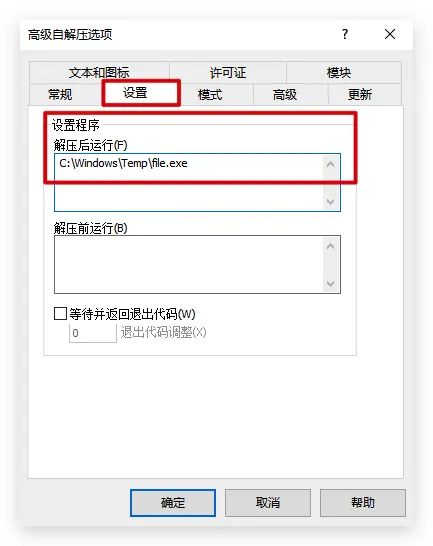 高级自解压选项
?
文本和图标 许可证 模块
常规 设置 模式 高级 更新
设置程序
解压后运行(F)
C:\Windows\Temp\file.exe
解压前运行(B)
等待并返回退出代码(W)
0 退出代码调整(X)
确定 取消 帮助